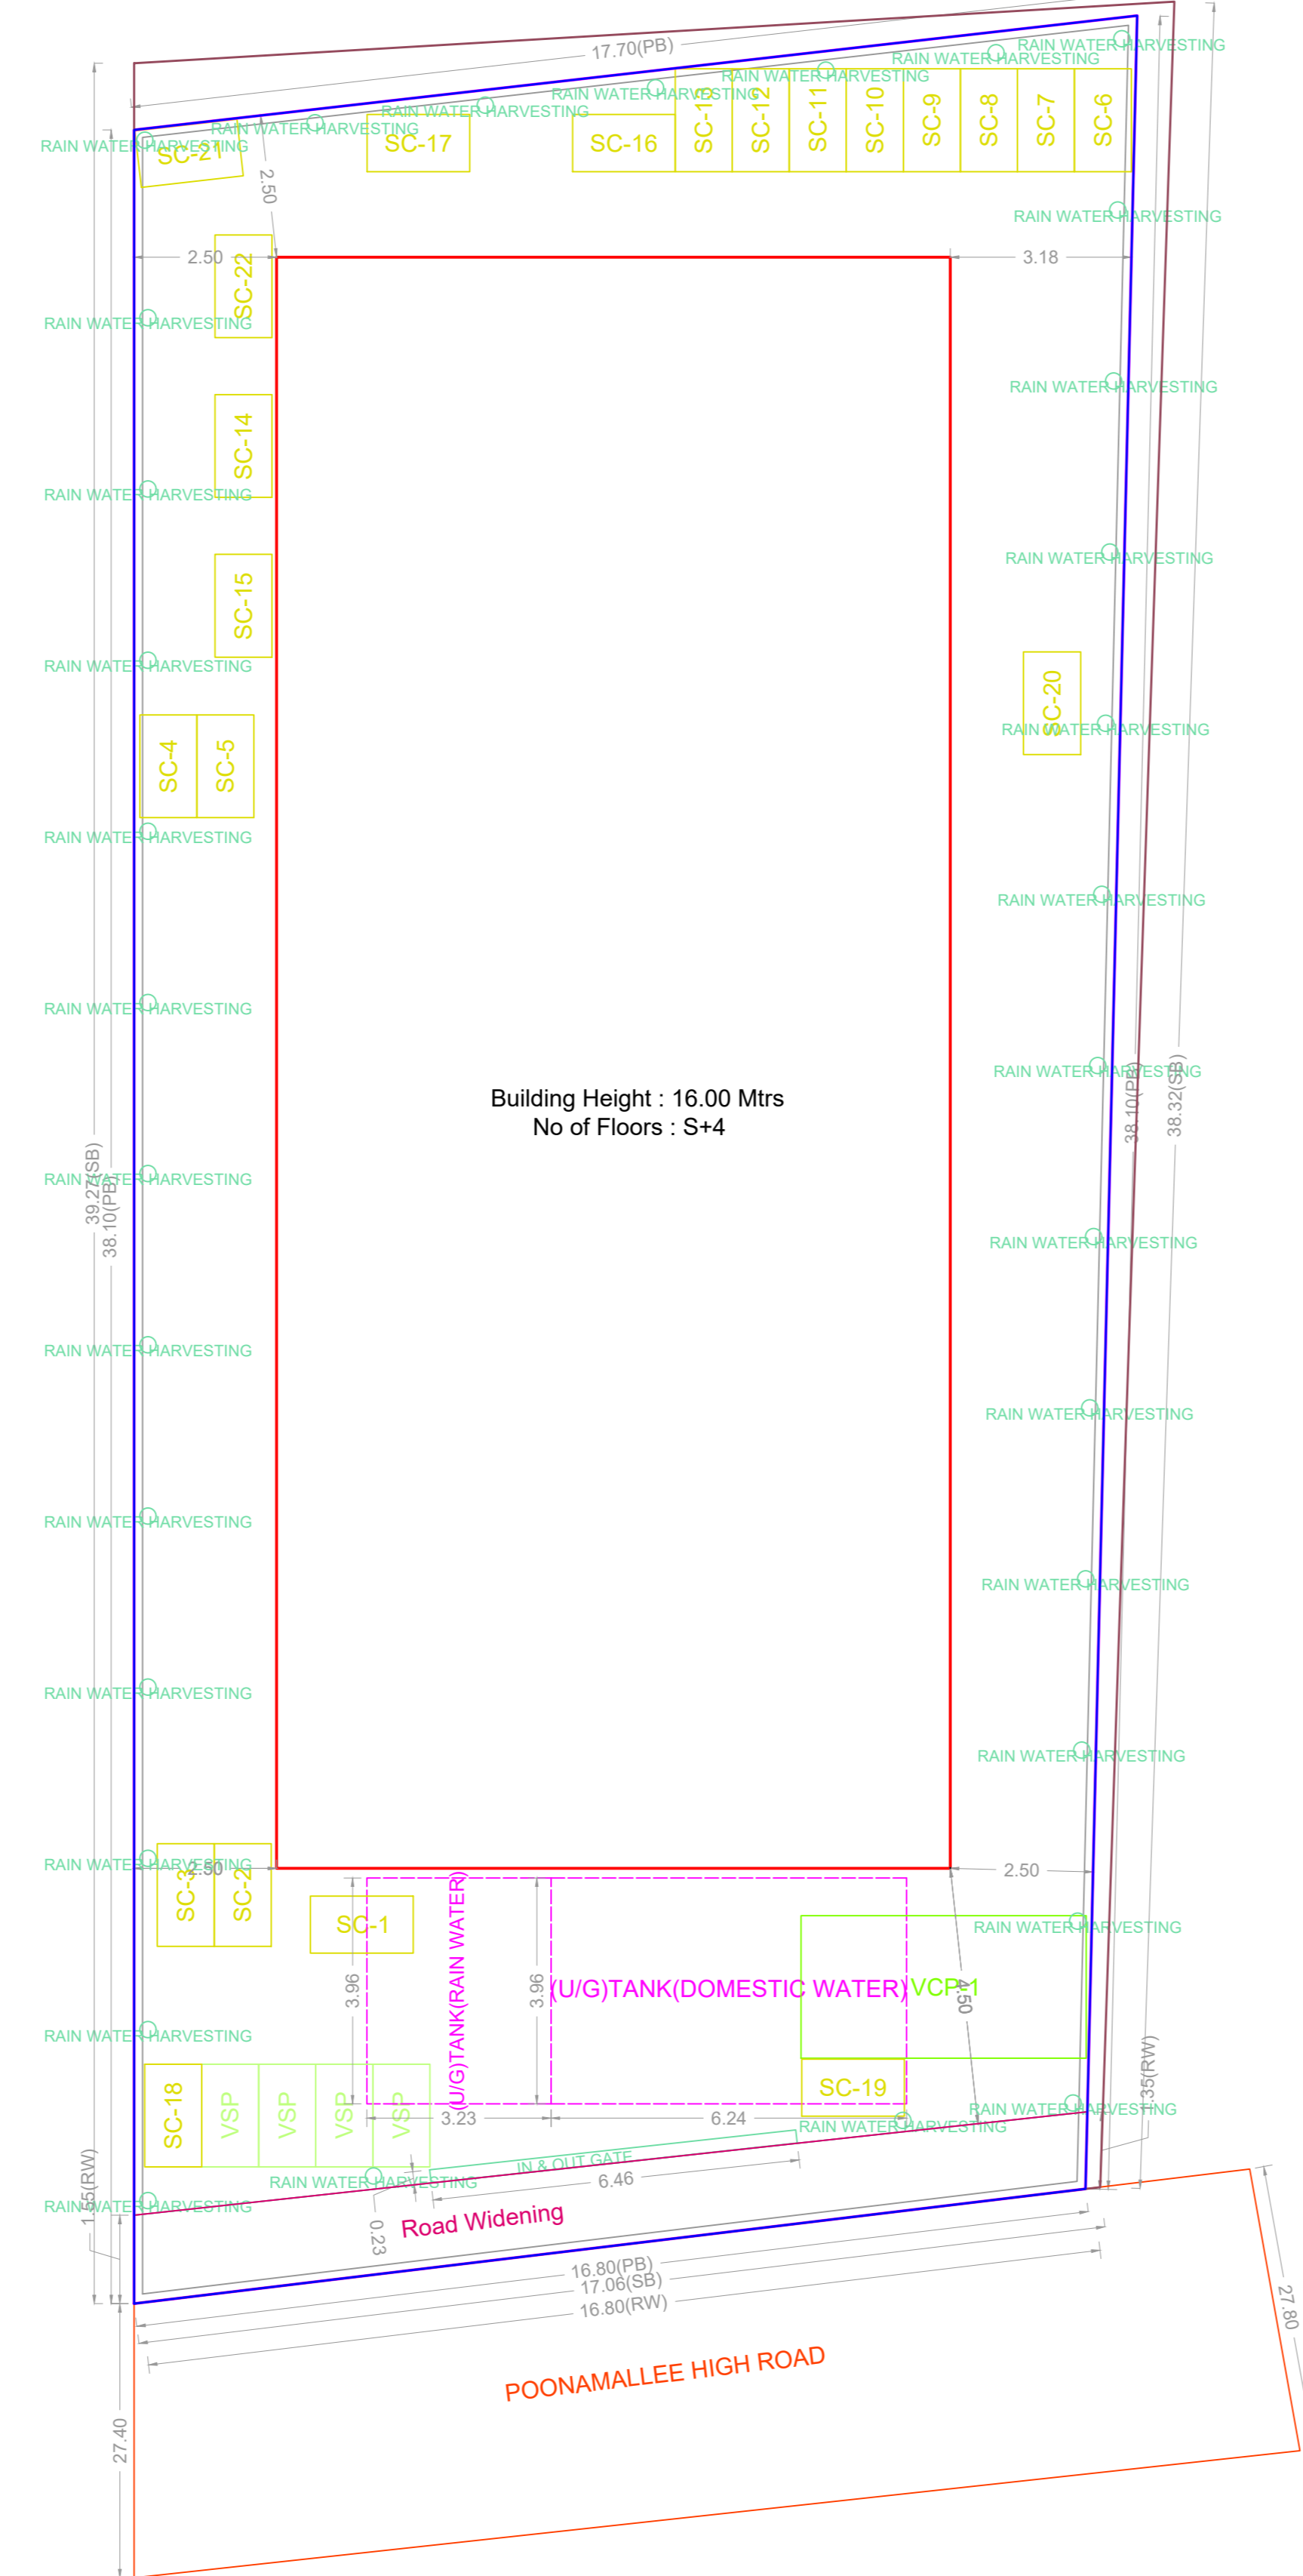 17.70(PB)
RAIN WATER HARVESTING
RAIN WATER HARVESTING
RAIN WATER HARVESTING
RAIN WATER HARVESTING
RAIN WATER HARVESTING
RAIN WATER HARVESTING
RAIN WATER HARVESTING
SC-21
SC-17
SC-16
SC-13
SC-12
SC-11
SC-10
SC-9
SC-8
SC-7
SC-6
2.50
RAIN WATER HARVESTING
2.50
3.18
SC-22
RAIN WATER HARVESTING
RAIN WATER HARVESTING
SC-14
RAIN WATER HARVESTING
RAIN WATER HARVESTING
SC-15
RAIN WATER HARVESTING
SC-20
RAIN WATER HARVESTING
SC-4
SC-5
RAIN WATER HARVESTING
RAIN WATER HARVESTING
RAIN WATER HARVESTING
RAIN WATER HARVESTING
Building Height : 16.00 Mtrs
No of Floors : S+4
38.10(PB)
38.32(SB)
39.27(SB)
38.10(PB)
RAIN WATER HARVESTING
RAIN WATER HARVESTING
RAIN WATER HARVESTING
RAIN WATER HARVESTING
RAIN WATER HARVESTING
RAIN WATER HARVESTING
RAIN WATER HARVESTING
RAIN WATER HARVESTING
RAIN WATER HARVESTING
2.50
2.50
SC-3
SC-2
SC-1
3.96
(U/G)TANK(RAIN WATER)
3.96
(U/G)TANK(DOMESTIC WATER)
VCP-1
4.50
RAIN WATER HARVESTING
RAIN WATER HARVESTING
SC-18
VSP
VSP
VSP
VSP
SC-19
1.35(RW)
3.23
6.24
RAIN WATER HARVESTING
RAIN WATER HARVESTING
IN & OUT GATE
6.46
RAIN WATER HARVESTING
RAIN WATER HARVESTING
1.55(RW)
0.23
Road Widening
16.80(PB)
17.06(SB)
16.80(RW)
27.80
POONAMALLEE HIGH ROAD
27.40